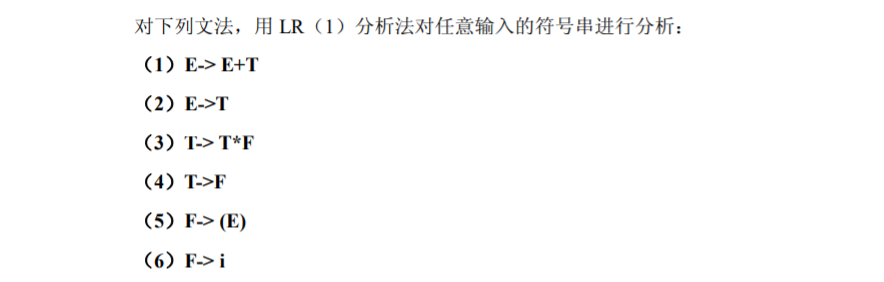 对下列文法，用 LR（1）分析法对任意输入的符号串进行分析：
（1）E-> E+T
（2）E->T
（3）T-> T*F
（4）T->F
（5）F-> (E)
（6）F-> i